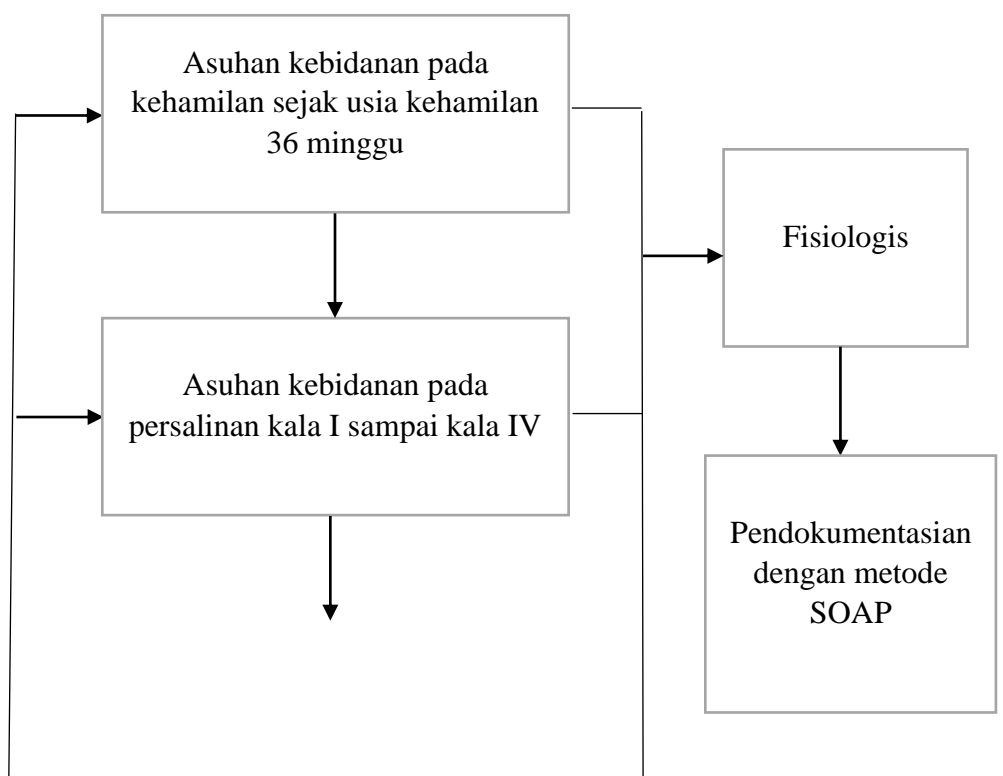 Asuhan kebidanan pada
kehamilan sejak usia kehamilan
36 minggu
Fisiologis
Asuhan kebidanan pada
persalinan kala I sampai kala IV
Pendokumentasian
dengan metode
SOAP